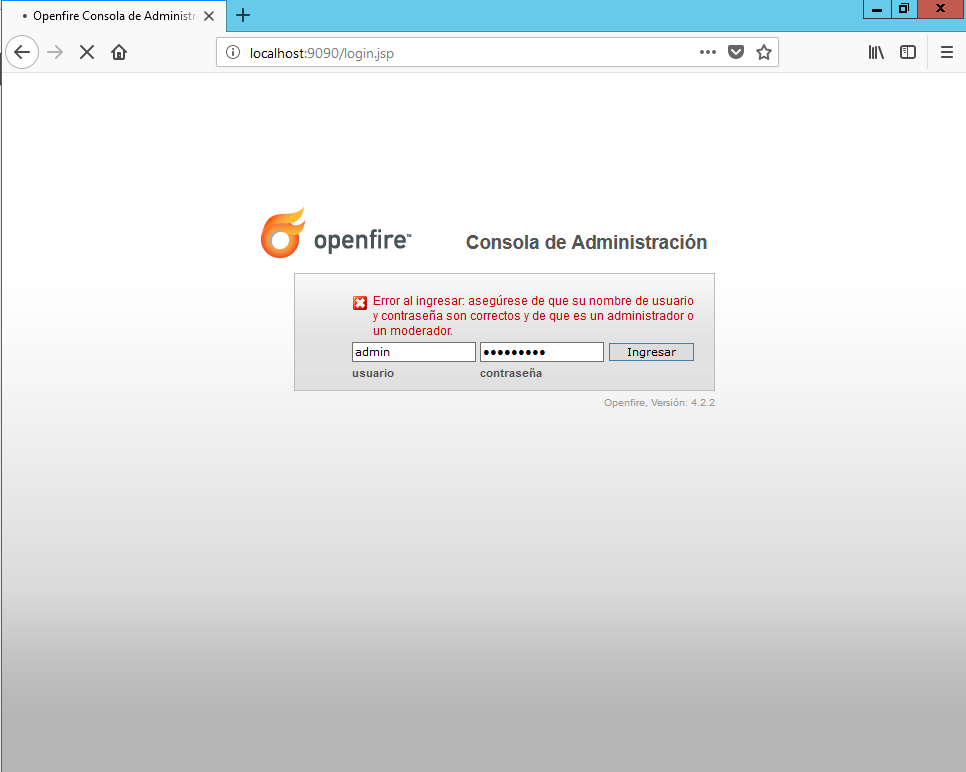 Openfire Consola de Administr
localhost:9090/login.jsp
openfire™
Consola de Administración
Error al ingresar: asegúrese de que su nombre de usuario
y contraseña son correctos y de que es un administrador o
un moderador.
admin
●●●●●●●●●
Ingresar
usuario
contraseña
Openfire, Versión: 4.2.2